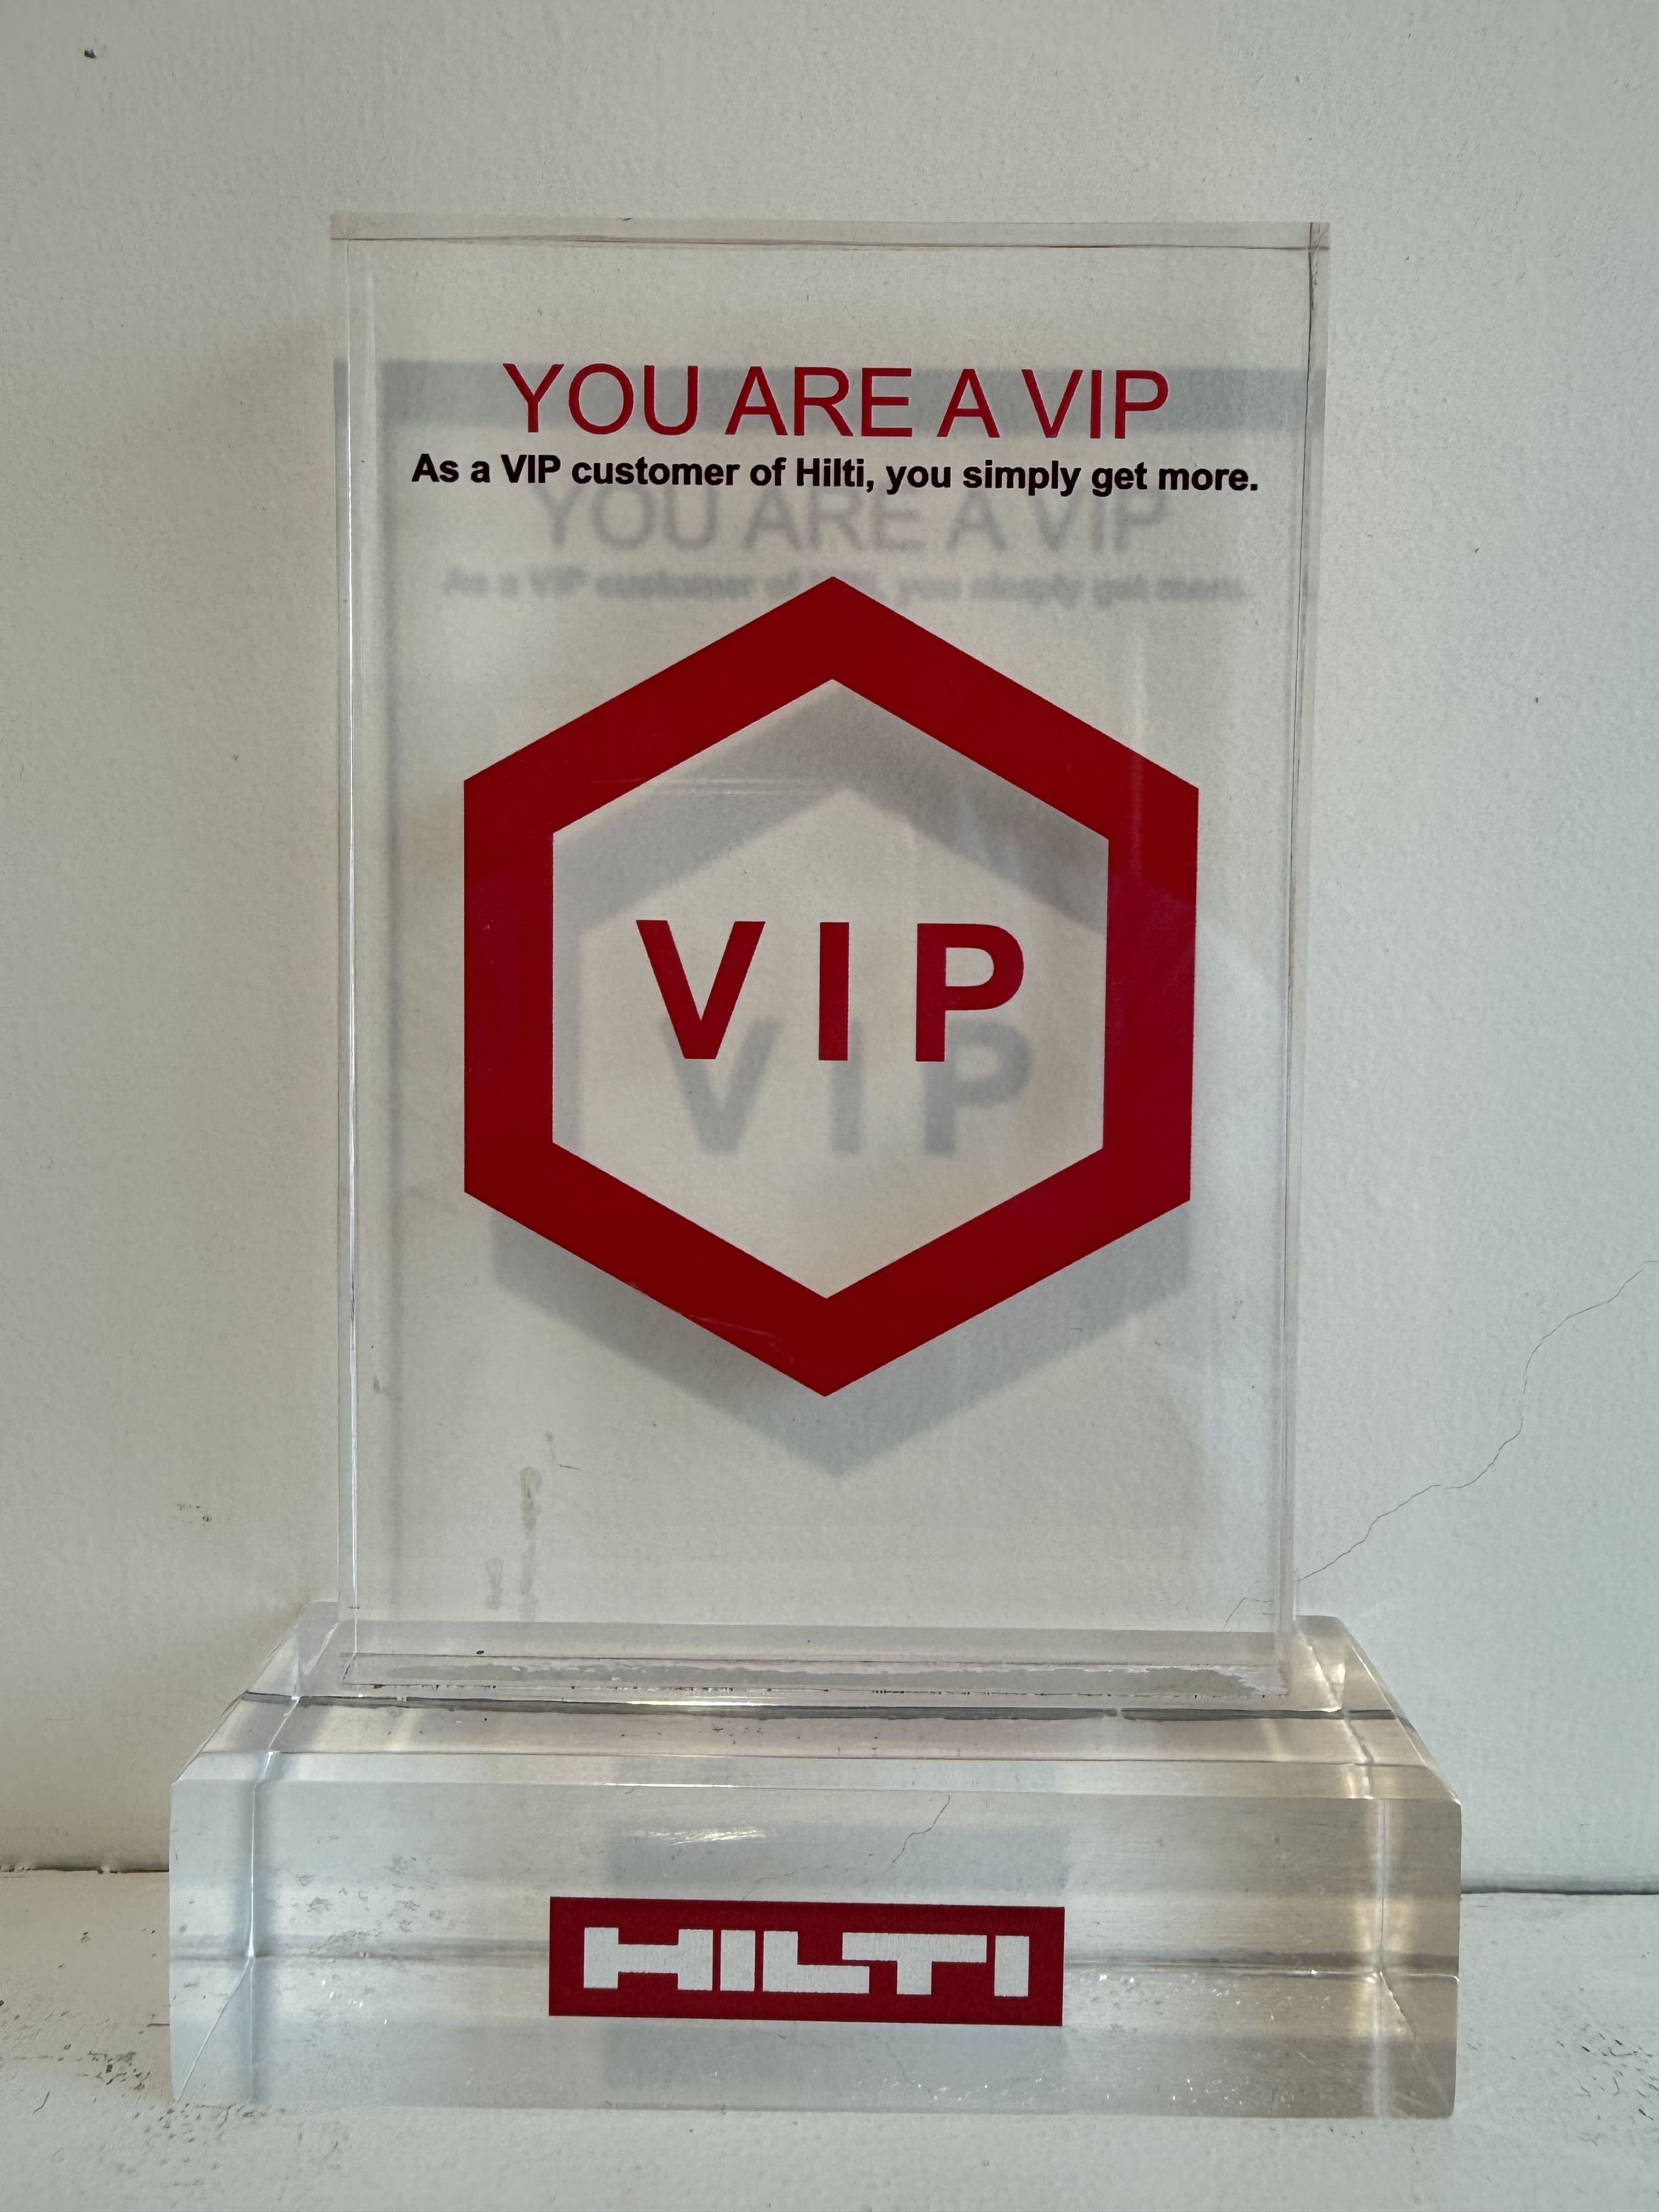 YOU ARE A VIP
As a VIP customer of Hilti, you simply get more.
VIP
HILTI